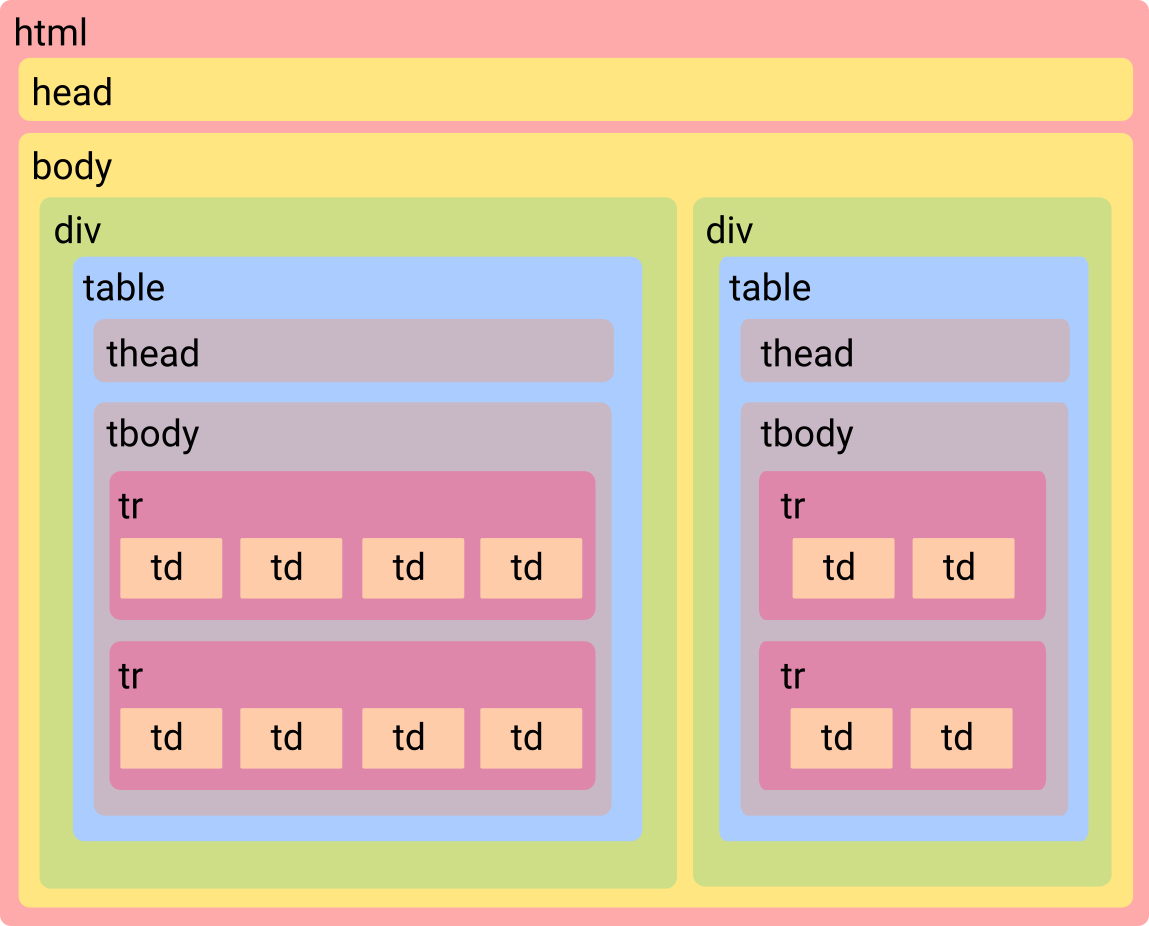 html
head
body
div
table
thead
tbody
tr
td td td td
tr
td td td td
div
table
thead
tbody
tr
td td
tr
td td